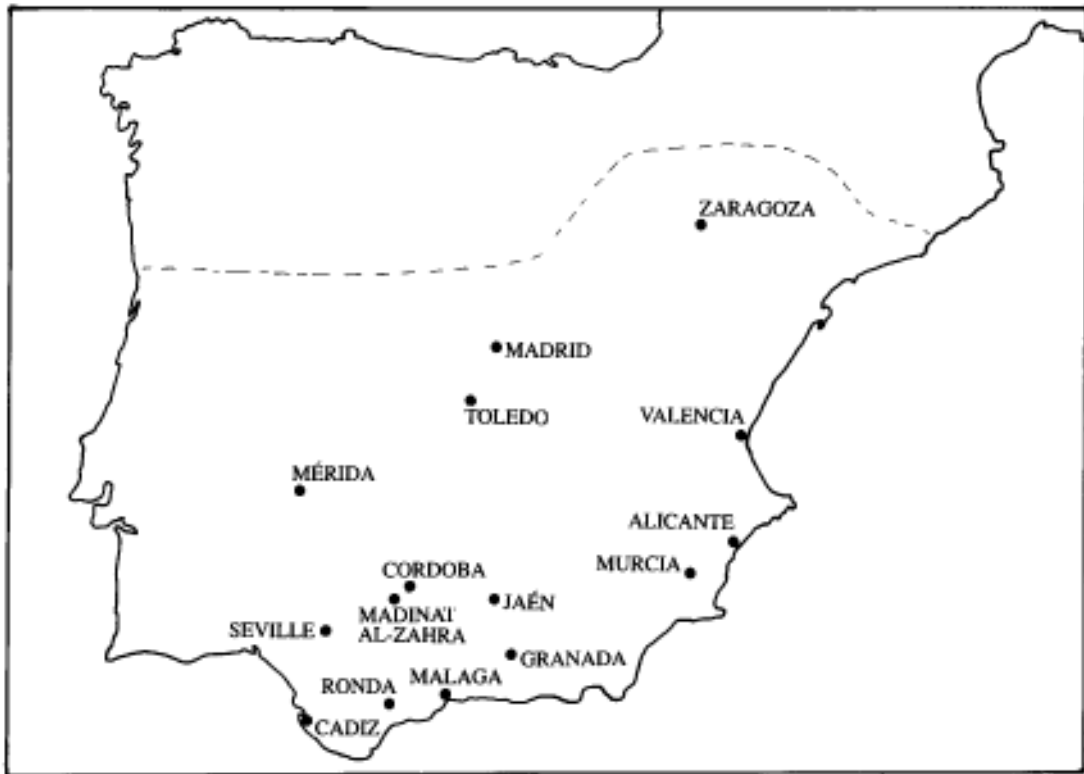 ZARAGOZA
MADRID
TOLEDO
VALENCIA
MÉRIDA
ALICANTE
MURCIA
CORDOBA
MADINAT
AL-ZAHRA
JAÉN
SEVILLE
GRANADA
MALAGA
RONDA
CADIZ